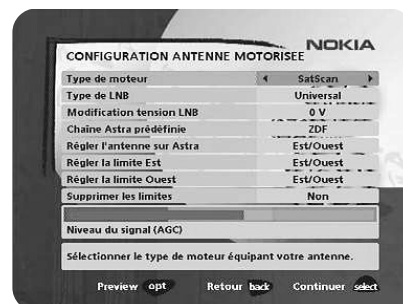 NOKIA
CONFIGURATION ANTENNE MOTORISEE
Type de moteur SatScan
Type de LNB Universal
Modification tension LNB 0 V
Chaîne Astra prédéfinie ZDF
Régler l'antenne sur Astra Est/Ouest
Régler la limite Est Est/Ouest
Régler la limite Ouest Est/Ouest
Supprimer les limites Non
Niveau du signal (AGC)
Sélectionner le type de moteur équipant votre antenne.
Preview opt Retour back Continuer select